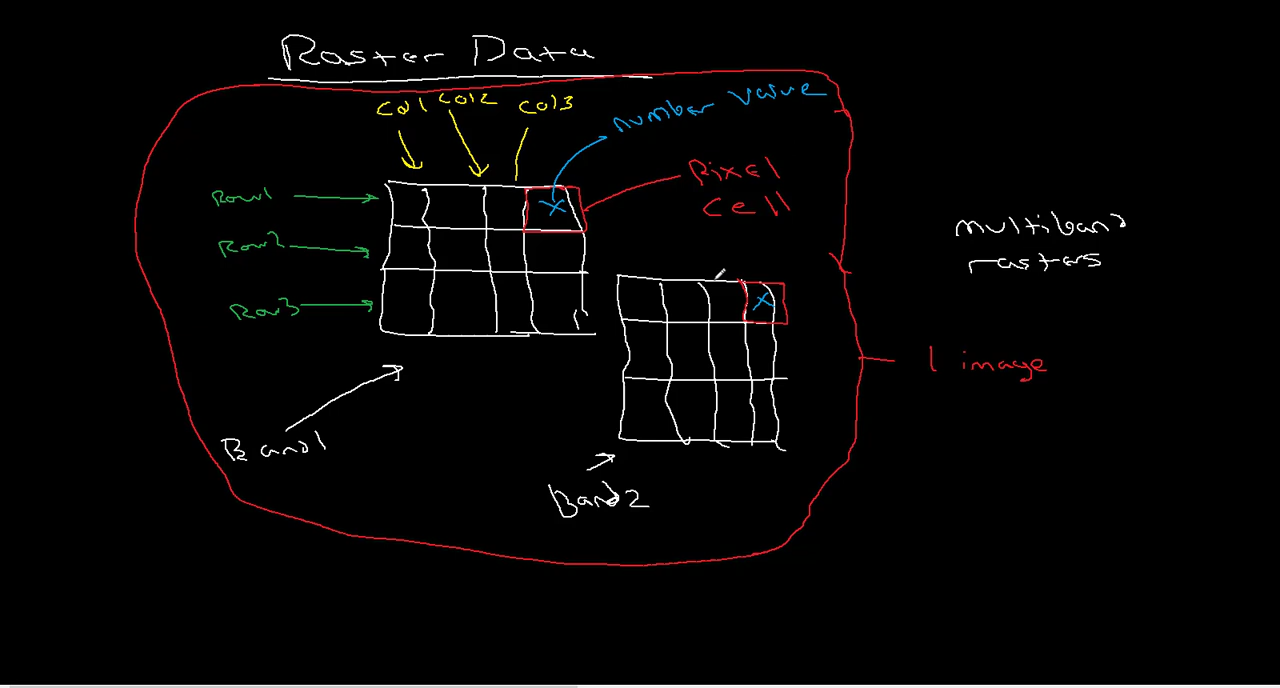 Raster Data
Col1 Col2 Col3
number value
Pixel
Cell
Row1
Row2
Row3
multiband
rasters
1 image
Band1
Band2
X
X